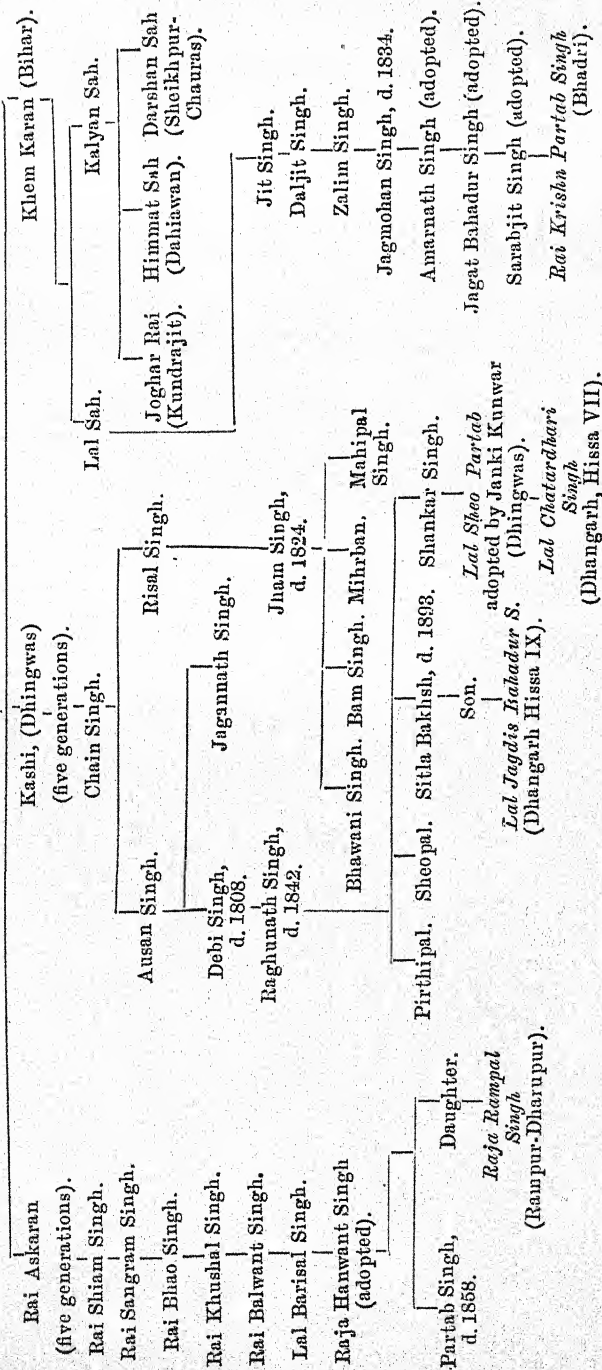 Rai Askaran
(five generations).
Rai Shiam Singh.
Rai Sangram Singh.
Rai Bhao Singh.
Rai Khushal Singh.
Rai Balwant Singh.
Lal Barisal Singh.
Raja Hanwant Singh
(adopted).
Partab Singh,
d. 1858.
Daughter.
Raja Rampal
Singh
(Rampur-Dharupur).
Kashi, (Dhingwas)
(five generations).
Chain Singh.
Ausan Singh.
Risal Singh.
Debi Singh,
d. 1808.
Jagannath Singh.
Raghunath Singh,
d. 1842.
Jham Singh,
d. 1824.
Bhawani Singh. Bam Singh. Mihrban. Mahipal
Singh.
Pirthipal. Sheopal. Sitla Bakhsh, d. 1893. Shankar Singh.
Son.
Lal Jagdis Bahadur S.
(Dhangarh Hissa IX).
Lal Sheo Partab
adopted by Janki Kunwar
(Dhingwas).
Lal Chatardhari
Singh
(Dhangarh, Hissa VII).
Khem Karan (Bihar).
Lal Sah.
Kalyan Sah.
Joghar Rai
(Kundrajit).
Himmat Sah
(Dahiawan).
Darshan Sah
(Sheikhpur-
Chauras).
Jit Singh.
Daljit Singh.
Zalim Singh.
Jagmohan Singh, d. 1834.
Amarnath Singh (adopted).
Jagat Bahadur Singh (adopted).
Sarabjit Singh (adopted).
Rai Krishn Partab Singh
(Bhadri).